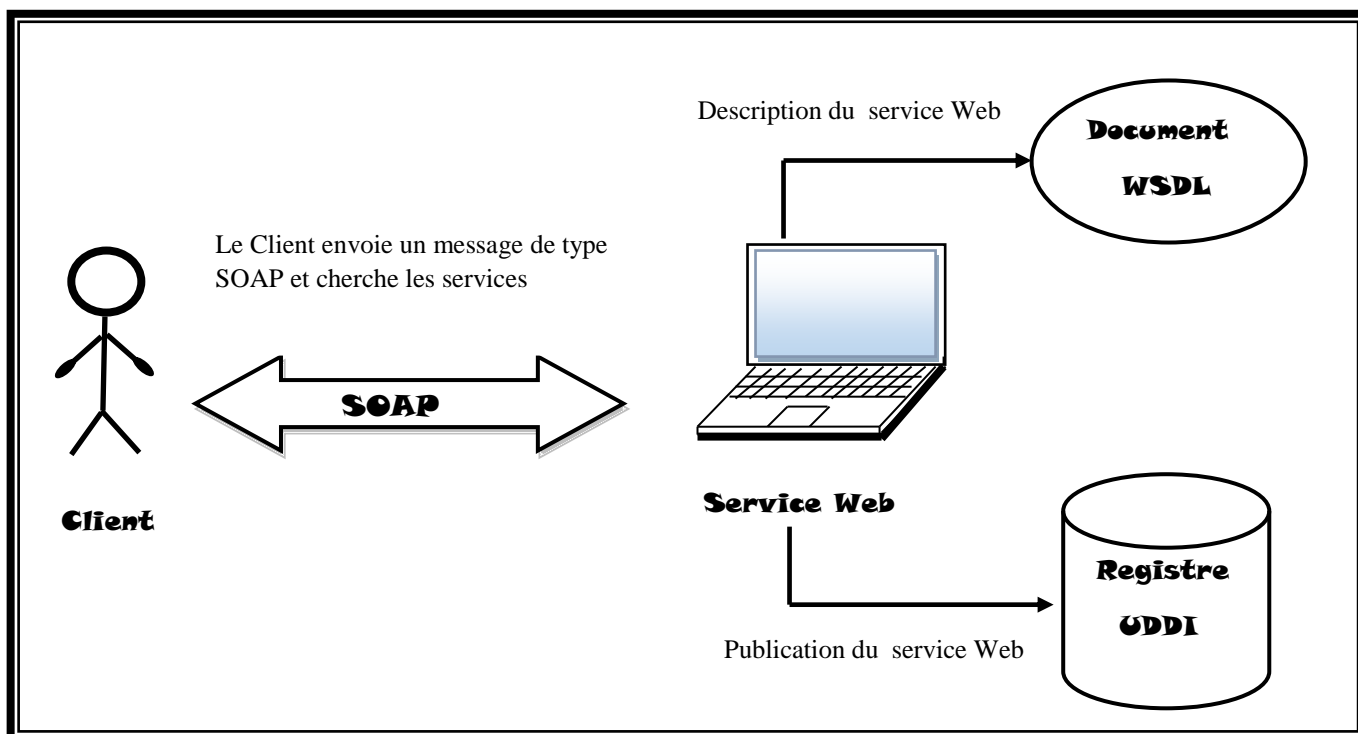 Description du service Web
Document
WSDL
Le Client envoie un message de type
SOAP et cherche les services
SOAP
Client
Service Web
Registre
UDDI
Publication du service Web